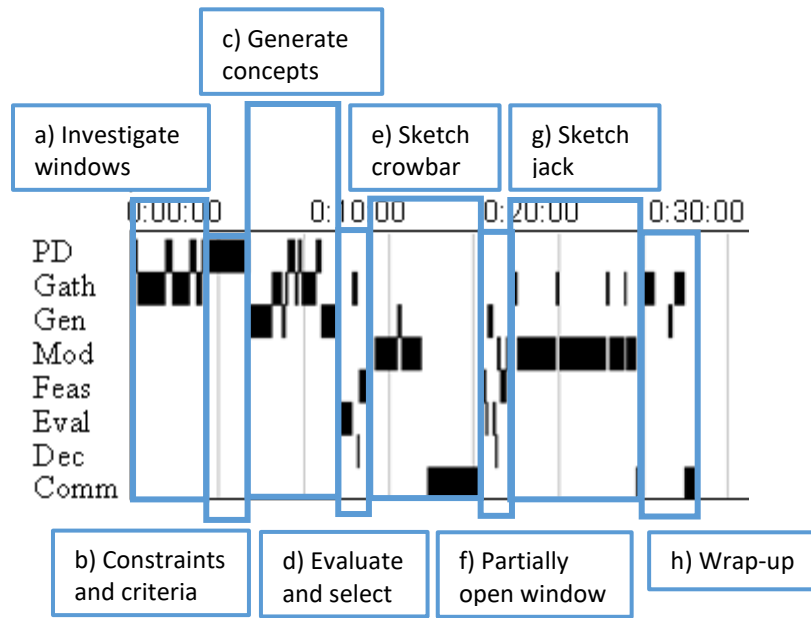 c) Generate
concepts
a) Investigate
windows
e) Sketch
crowbar
g) Sketch
jack
0:00:00 0:10:00 0:20:00 0:30:00
PD
Gath
Gen
Mod
Feas
Eval
Dec
Comm
b) Constraints
and criteria
d) Evaluate
and select
f) Partially
open window
h) Wrap-up